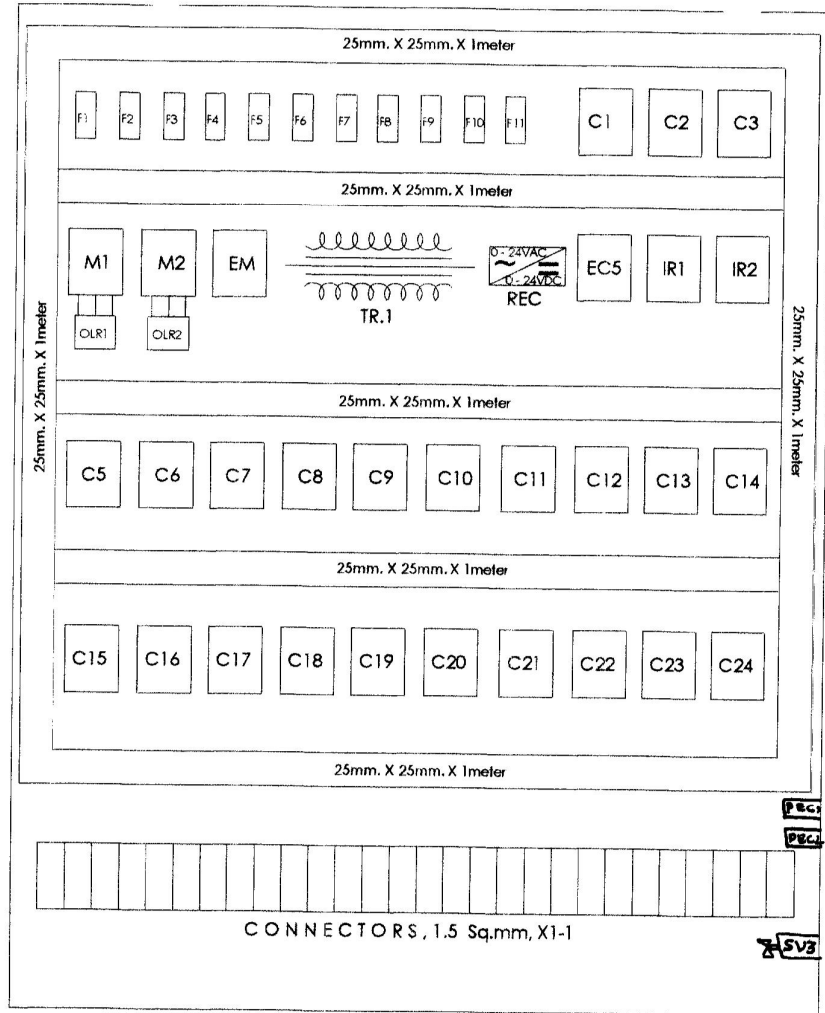 25mm. X 25mm. X 1meter
F1 F2 F3 F4 F5 F6 F7 F8 F9 F10 F11 C1 C2 C3
25mm. X 25mm. X 1meter
M1 M2 EM 0 - 24VAC EC5 IR1 IR2
0 - 24VDC
REC
TR.1
OLR1 OLR2
25mm. X 25mm. X 1meter
25mm. X 25mm. X 1meter
25mm. X 25mm. X 1meter
C5 C6 C7 C8 C9 C10 C11 C12 C13 C14
25mm. X 25mm. X 1meter
C15 C16 C17 C18 C19 C20 C21 C22 C23 C24
25mm. X 25mm. X 1meter
CONNECTORS, 1.5 Sq.mm, X1-1
SV3